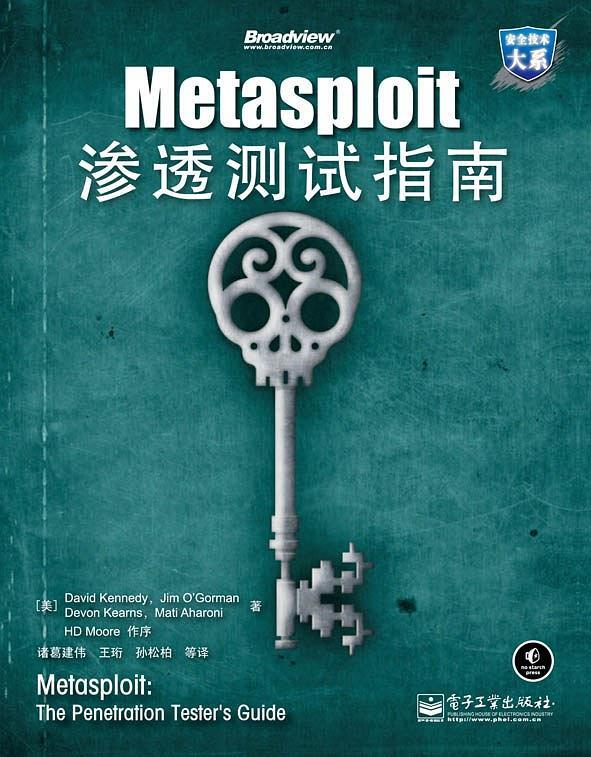 Broadview®
www.broadview.com.cn
安全技术
大系
Metasploit
渗透测试指南
[美] David Kennedy，Jim O'Gorman
Devon Kearns，Mati Aharoni 著
HD Moore 作序
诸葛建伟 王珩 孙松柏 等译
Metasploit:
The Penetration Tester's Guide
no starch
press
電子工業出版社
PUBLISHING HOUSE OF ELECTRONICS INDUSTRY
http://www.phei.com.cn